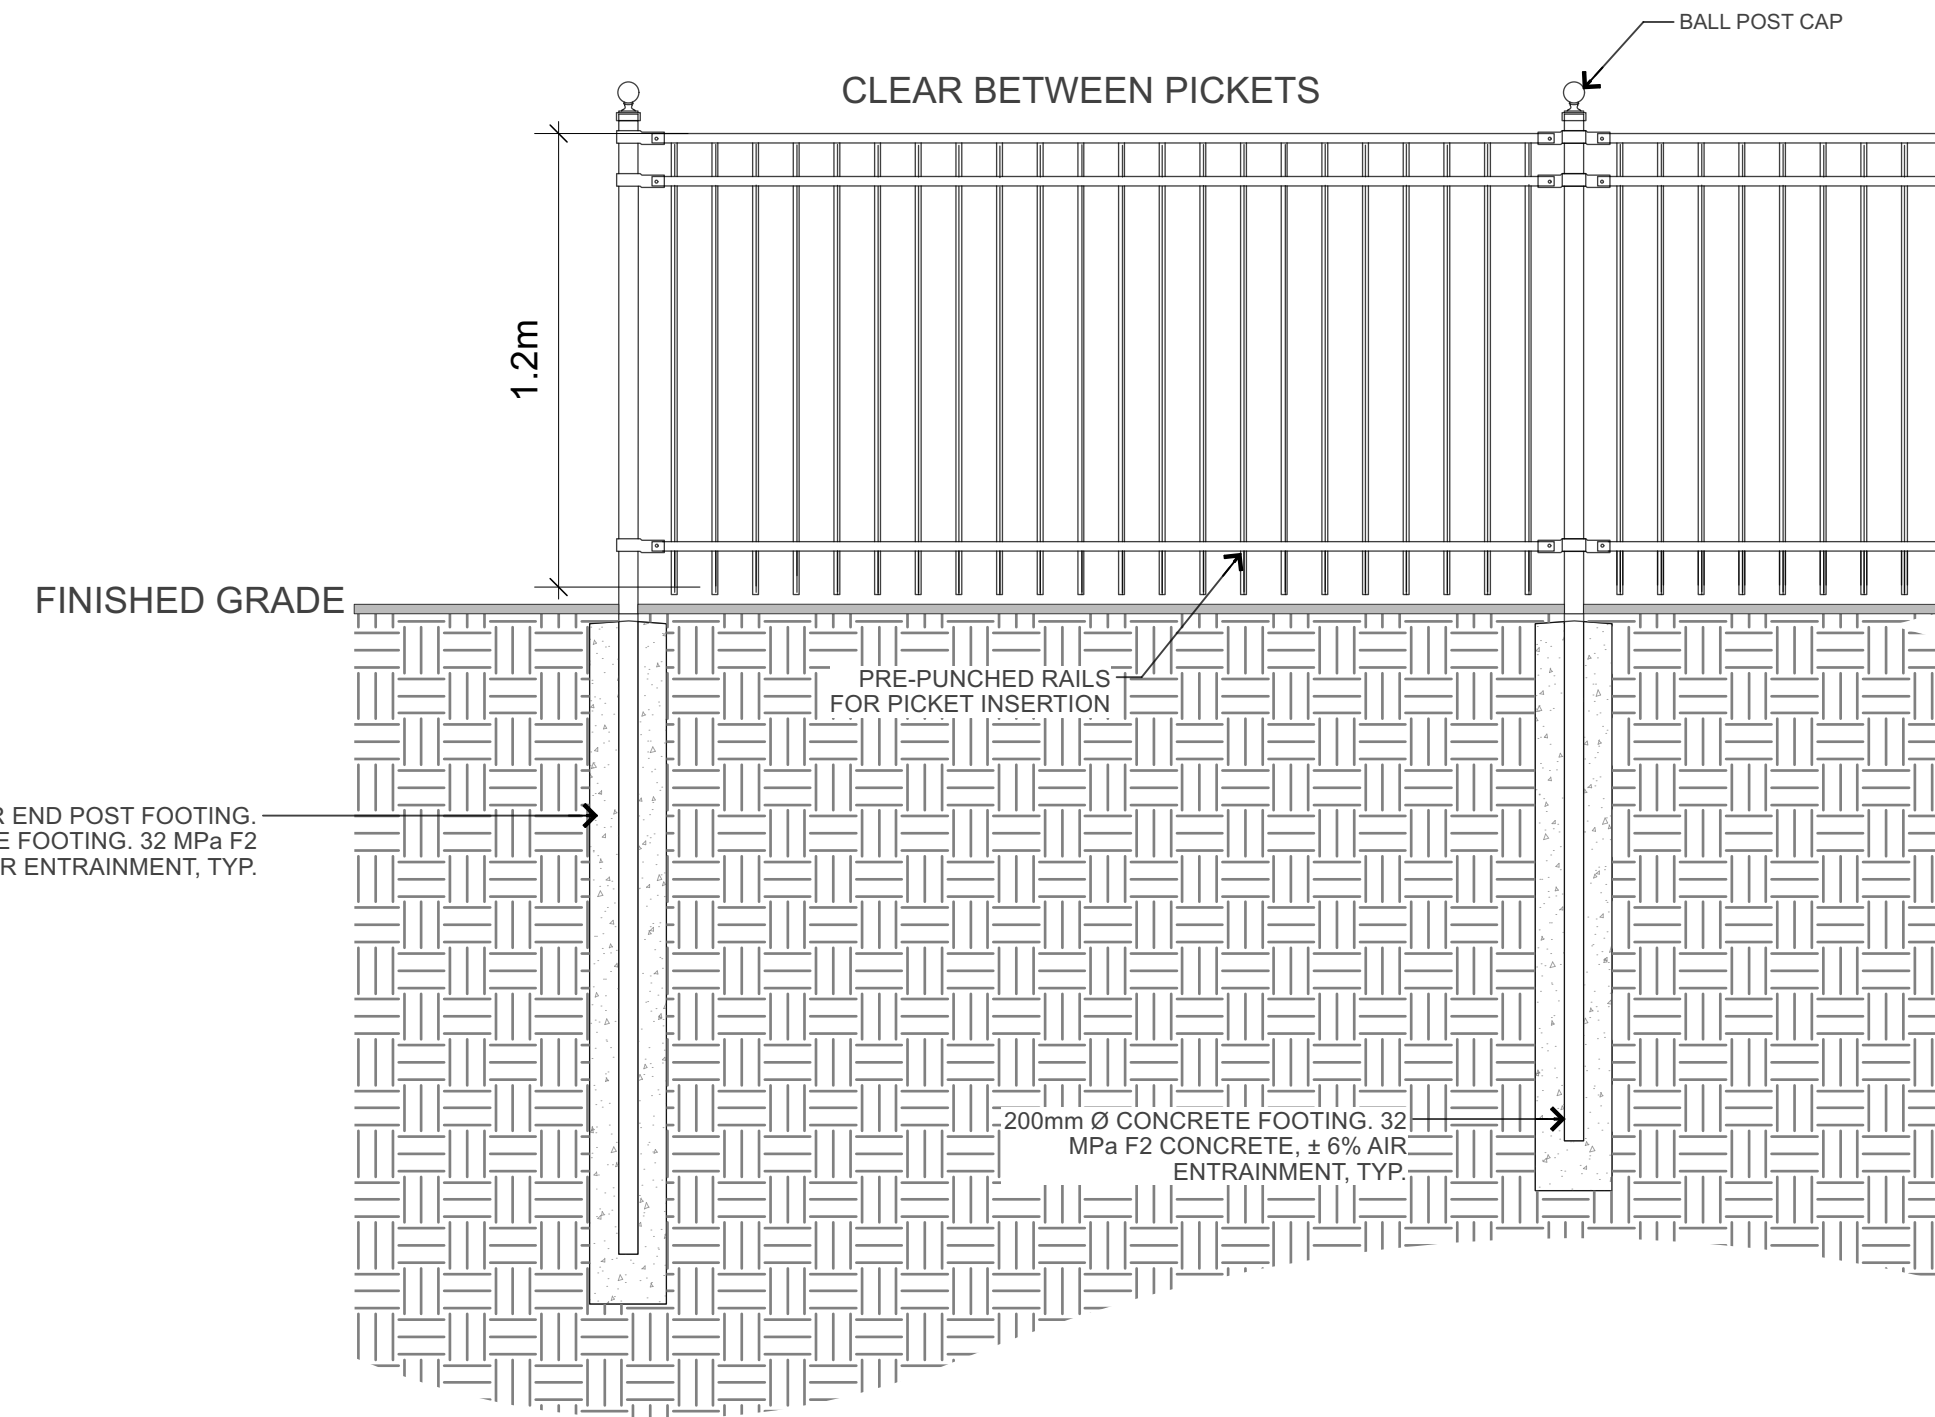 BALL POST CAP
CLEAR BETWEEN PICKETS
1.2m
FINISHED GRADE
PRE-PUNCHED RAILS
FOR PICKET INSERTION
END POST FOOTING.
FOOTING. 32 MPa F2
ENTRAINMENT, TYP.
200mm Ø CONCRETE FOOTING. 32
MPa F2 CONCRETE, ± 6% AIR
ENTRAINMENT, TYP.